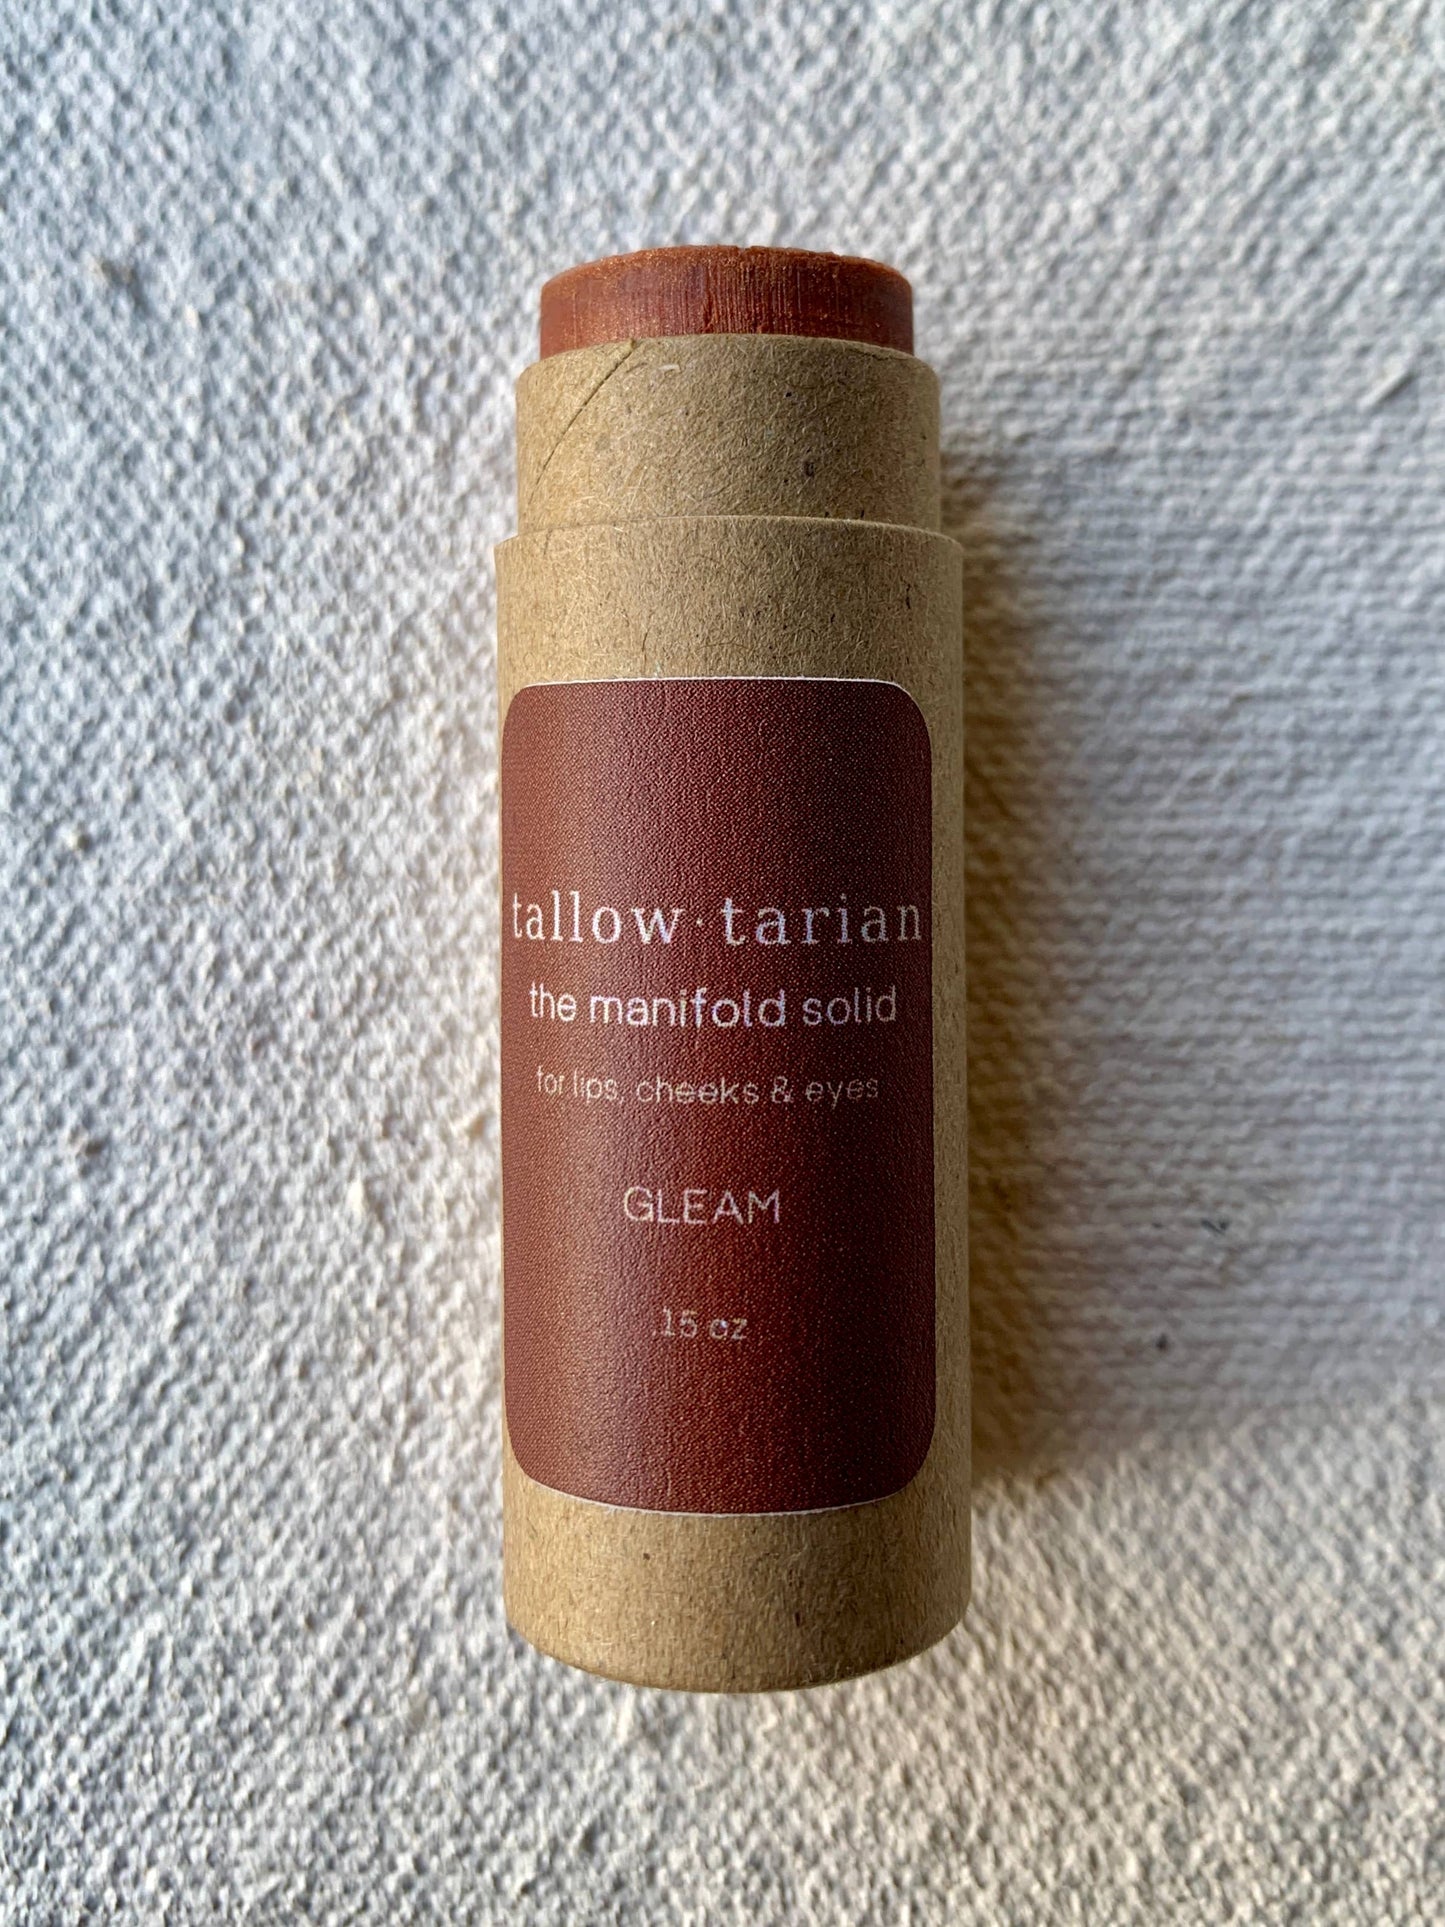 tallow·tarian
the manifold solid
for lips, cheeks & eyes
GLEAM
.15 oz